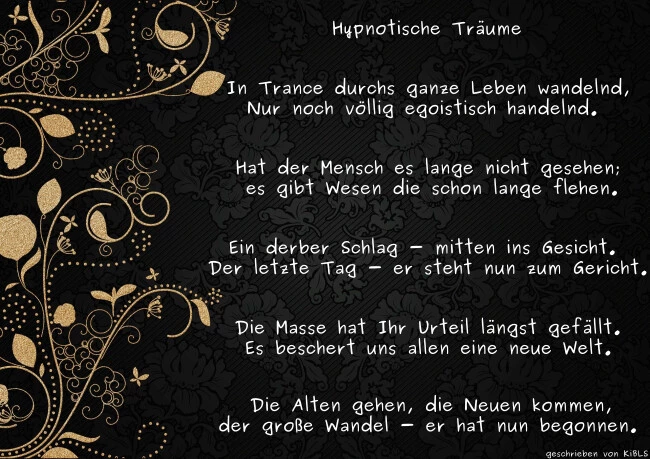 Hypnotische Träume
In Trance durchs ganze Leben wandelnd,
Nur noch völlig egoistisch handelnd.
Hat der Mensch es lange nicht gesehen;
es gibt Wesen die schon lange flehen.
Ein derber Schlag – mitten ins Gesicht.
Der letzte Tag – er steht nun zum Gericht.
Die Masse hat Ihr Urteil längst gefällt.
Es beschert uns allen eine neue Welt.
Die Alten gehen, die Neuen kommen,
der große Wandel – er hat nun begonnen.
geschrieben von KiBLS